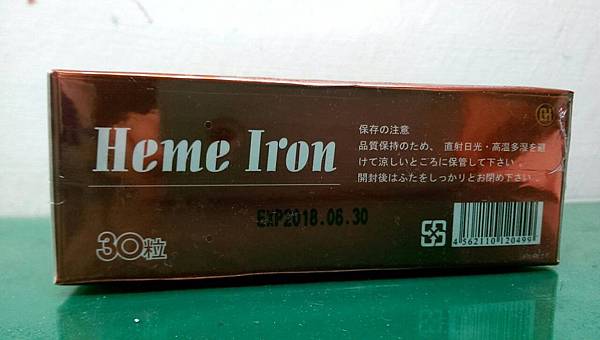 Heme Iron
保存の注意
品質保持のため、直射日光・高温多湿を避
けて涼しいところに保管して下さい。
開封後はふたをしっかりとお閉め下さい。
EXP2018.06.30
30粒
4 562110 120499